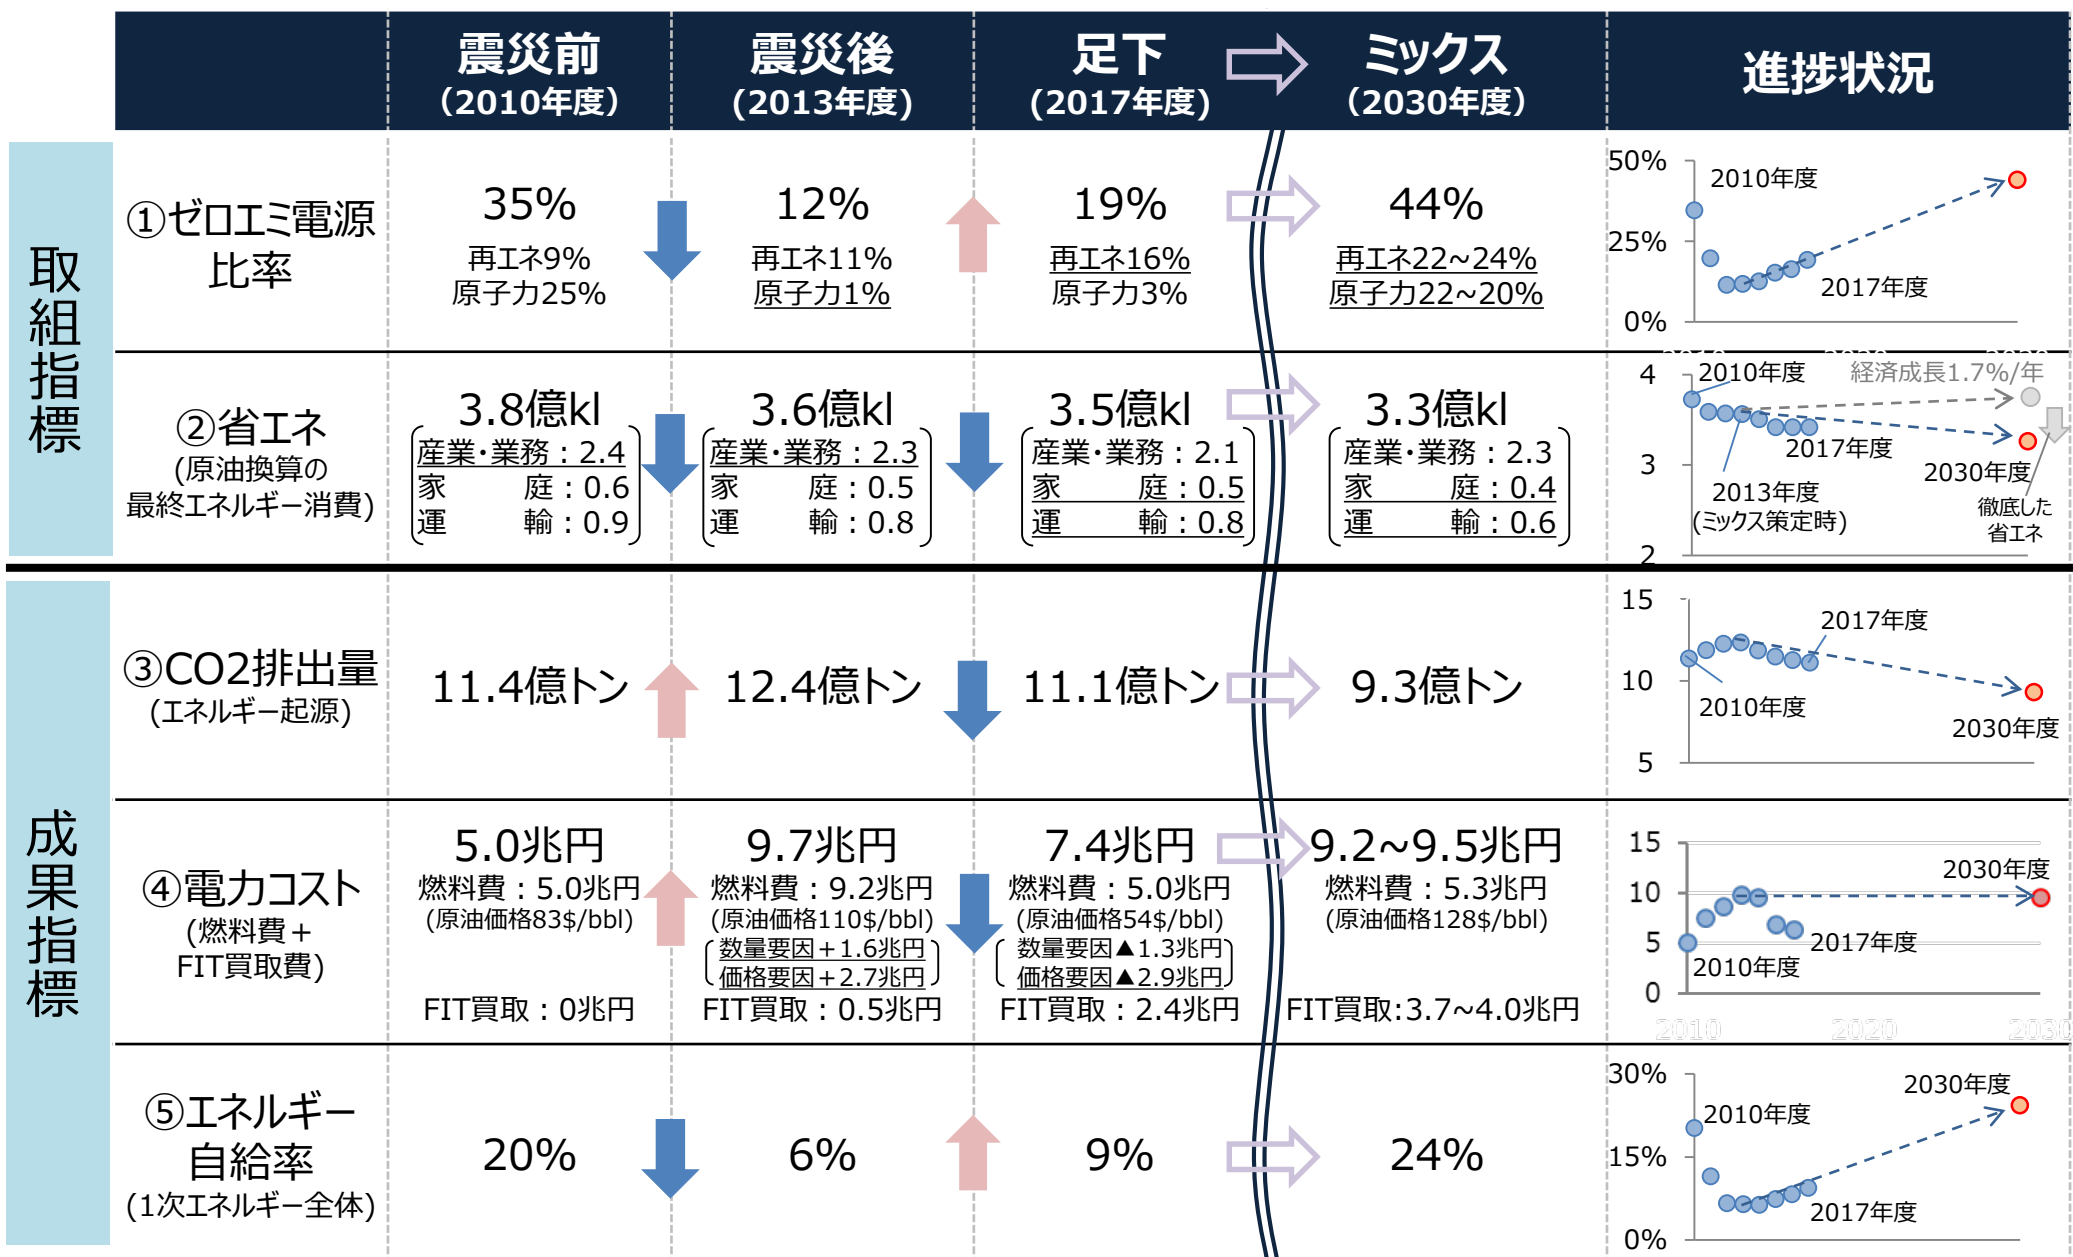 震災前
（2010年度）
震災後
(2013年度)
足下
(2017年度)
ミックス
（2030年度）
進捗状況
取組指標
①ゼロエミ電源
比率
35%
再エネ9%
原子力25%
12%
再エネ11%
原子力1%
19%
再エネ16%
原子力3%
44%
再エネ22~24%
原子力22~20%
50%
25%
0%
2010年度
2017年度
②省エネ
(原油換算の
最終エネルギー消費)
3.8億kl
産業・業務：2.4
家　　　庭：0.6
運　　　輸：0.9
3.6億kl
産業・業務：2.3
家　　　庭：0.5
運　　　輸：0.8
3.5億kl
産業・業務：2.1
家　　　庭：0.5
運　　　輸：0.8
3.3億kl
産業・業務：2.3
家　　　庭：0.4
運　　　輸：0.6
4
3
2
2010年度
経済成長1.7%/年
2017年度
2030年度
2013年度
(ミックス策定時)
徹底した
省エネ
成果指標
③CO2排出量
(エネルギー起源)
11.4億トン
12.4億トン
11.1億トン
9.3億トン
15
10
5
2017年度
2010年度
2030年度
④電力コスト
(燃料費＋
FIT買取費)
5.0兆円
燃料費：5.0兆円
(原油価格83$/bbl)
FIT買取：0兆円
9.7兆円
燃料費：9.2兆円
(原油価格110$/bbl)
数量要因＋1.6兆円
価格要因＋2.7兆円
FIT買取：0.5兆円
7.4兆円
燃料費：5.0兆円
(原油価格54$/bbl)
数量要因▲1.3兆円
価格要因▲2.9兆円
FIT買取：2.4兆円
9.2~9.5兆円
燃料費：5.3兆円
(原油価格128$/bbl)
FIT買取:3.7~4.0兆円
15
10
5
0
2030年度
2017年度
2010年度
2010
2020
2030
⑤エネルギー
自給率
(1次エネルギー全体)
20%
6%
9%
24%
30%
15%
0%
2030年度
2010年度
2017年度